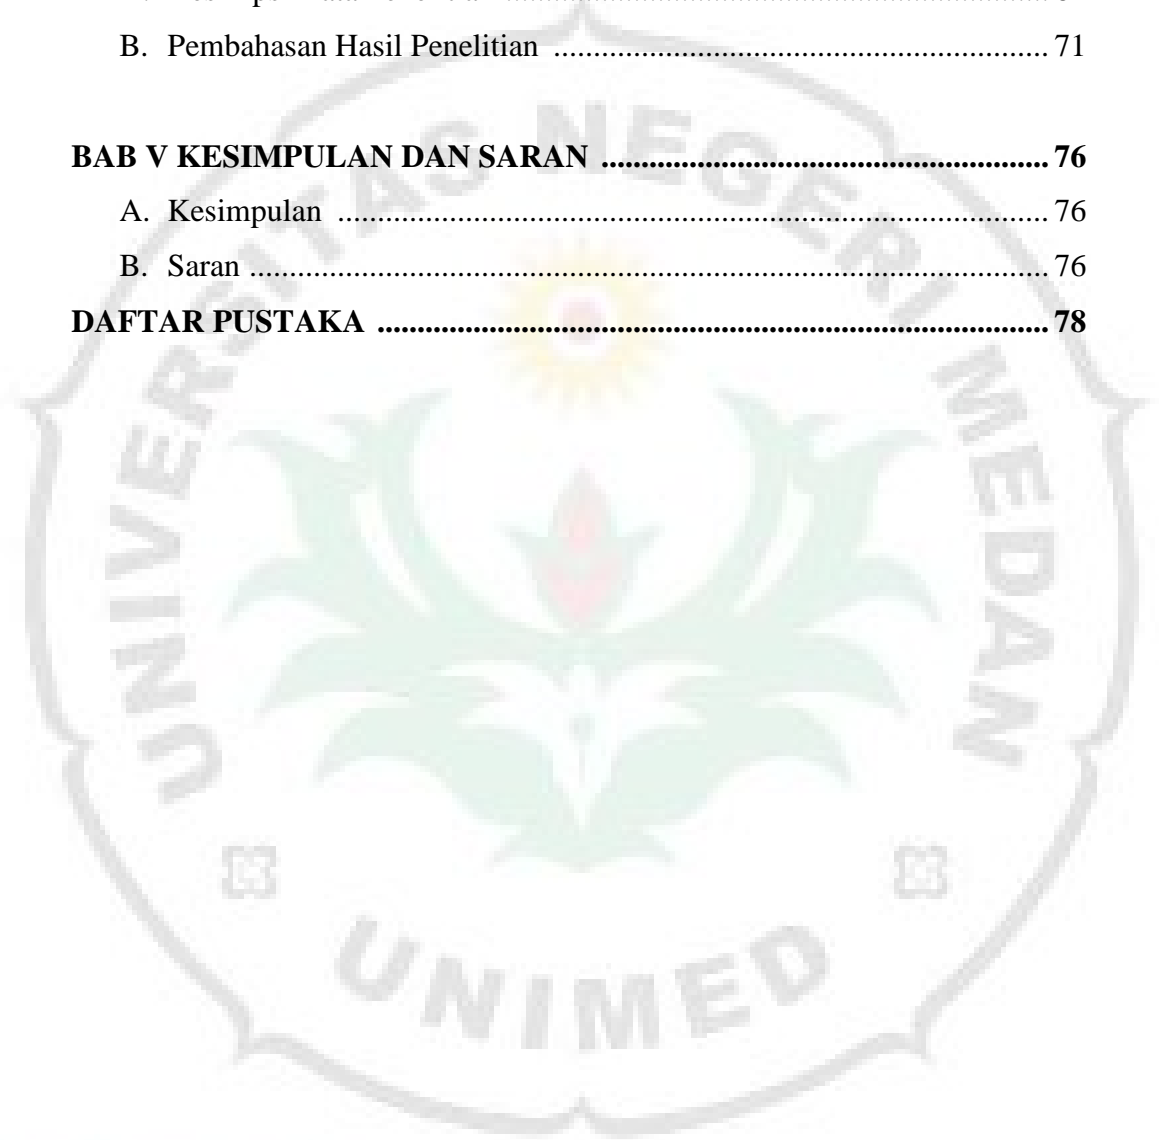 B. Pembahasan Hasil Penelitian ............................................................... 71
BAB V KESIMPULAN DAN SARAN ........................................................ 76
A. Kesimpulan .......................................................................................... 76
B. Saran ..................................................................................................... 76
DAFTAR PUSTAKA ..................................................................................... 78
UNIVERSITAS NEGERI MEDAN
UNIMED